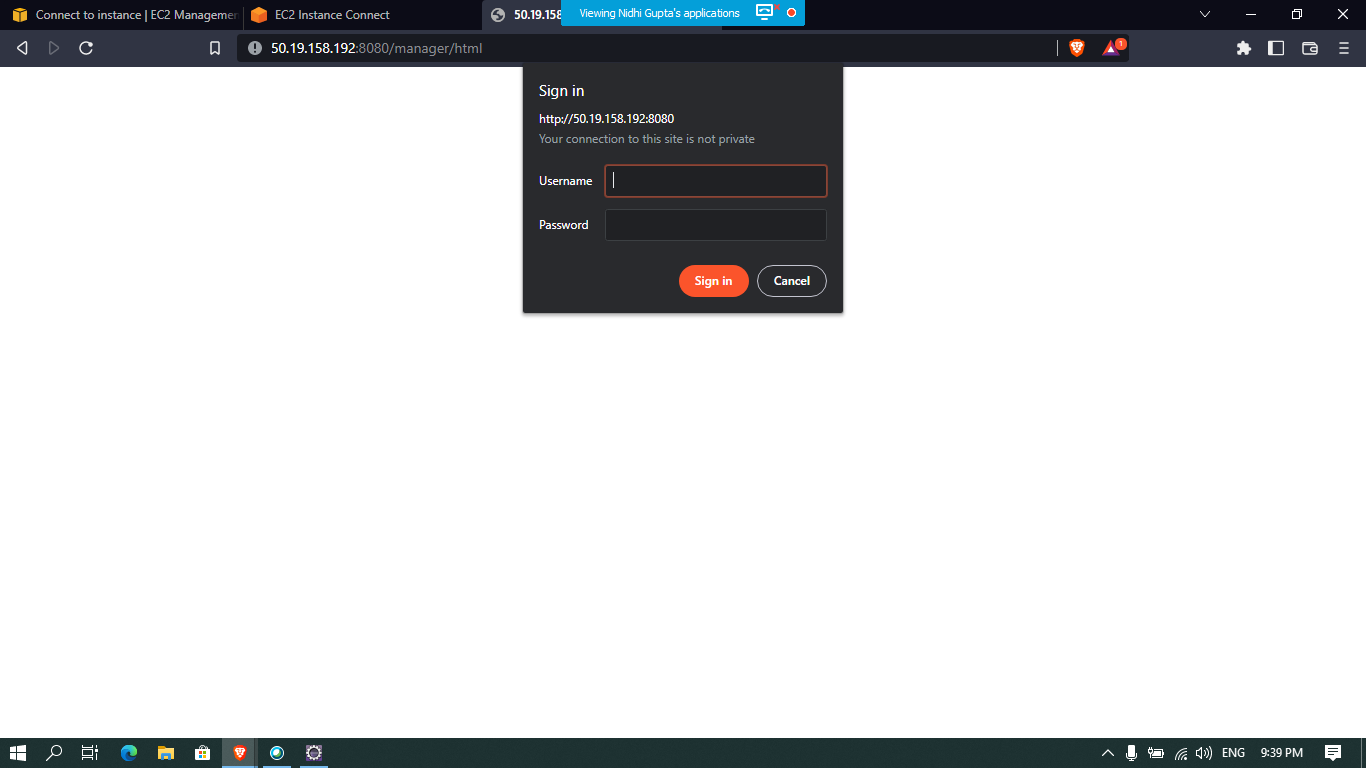 Connect to instance | EC2 Managemen
EC2 Instance Connect
50.19.158
Viewing Nidhi Gupta's applications
50.19.158.192:8080/manager/html
1
Sign in
http://50.19.158.192:8080
Your connection to this site is not private
Username
Password
Sign in
Cancel
ENG
9:39 PM